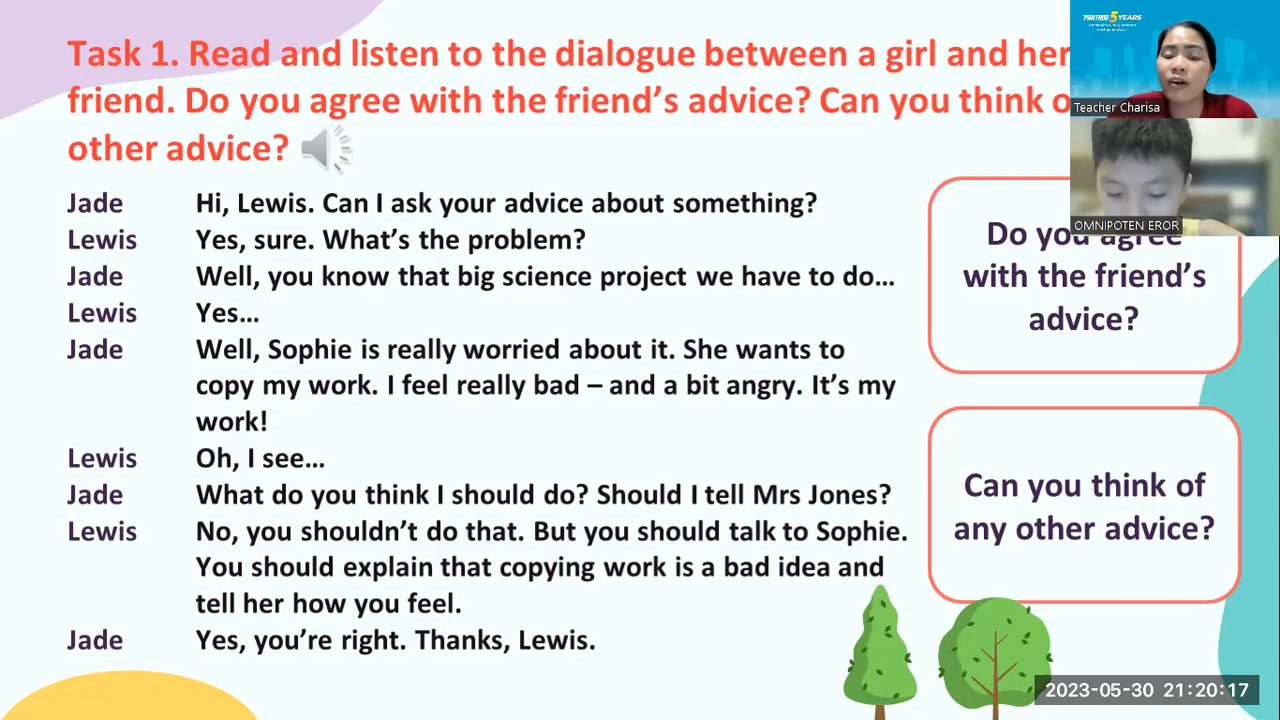 Task 1. Read and listen to the dialogue between a girl and her
friend. Do you agree with the friend's advice? Can you think o
other advice?
Jade Hi, Lewis. Can I ask your advice about something?
Lewis Yes, sure. What's the problem?
Jade Well, you know that big science project we have to do...
Lewis Yes...
Jade Well, Sophie is really worried about it. She wants to
copy my work. I feel really bad – and a bit angry. It's my
work!
Lewis Oh, I see...
Jade What do you think I should do? Should I tell Mrs Jones?
Lewis No, you shouldn't do that. But you should talk to Sophie.
You should explain that copying work is a bad idea and
tell her how you feel.
Jade Yes, you're right. Thanks, Lewis.
5 YEARS
Teacher Charisa
OMNIPOTEN EROR
Do you agree
with the friend's
advice?
Can you think of
any other advice?
2023-05-30 21:20:17